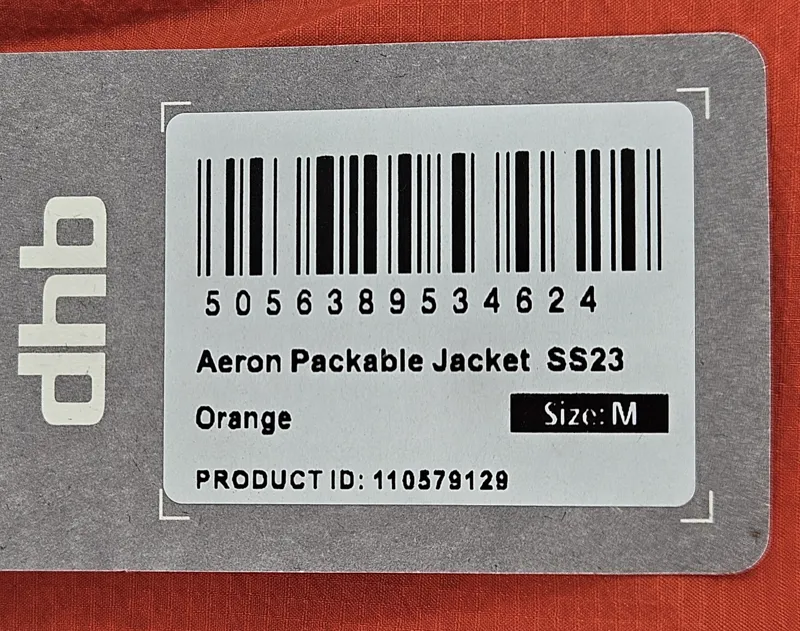 dhb
5056389534624
Aeron Packable Jacket SS23
Orange
Size: M
PRODUCT ID: 110579129